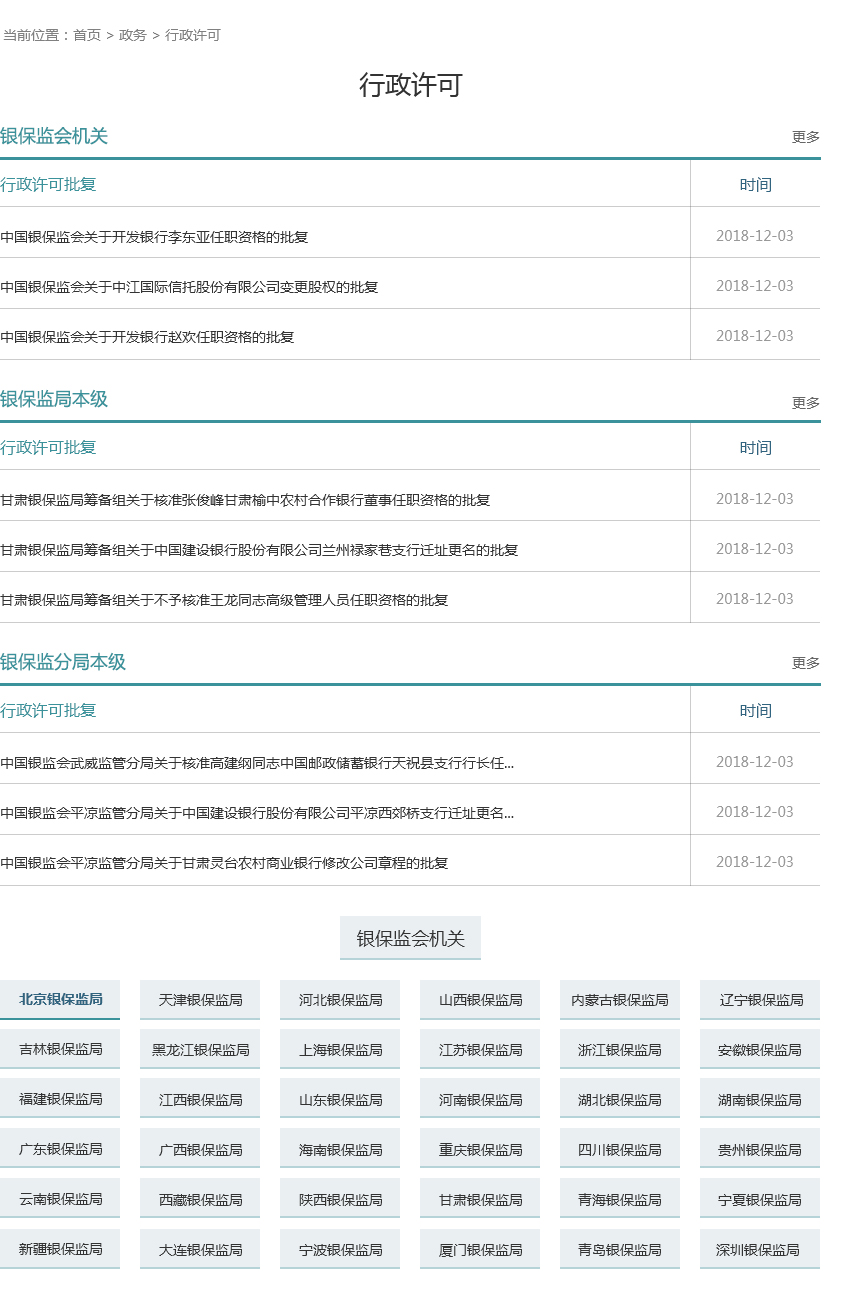 当前位置：首页 > 政务 > 行政许可
行政许可
银保监会机关 更多
行政许可批复 时间
中国银保监会关于开发银行李东亚任职资格的批复 2018-12-03
中国银保监会关于中江国际信托股份有限公司变更股权的批复 2018-12-03
中国银保监会关于开发银行赵欢任职资格的批复 2018-12-03
银保监局本级 更多
行政许可批复 时间
甘肃银保监局筹备组关于核准张俊峰甘肃榆中农村合作银行董事任职资格的批复 2018-12-03
甘肃银保监局筹备组关于中国建设银行股份有限公司兰州禄家巷支行迁址更名的批复 2018-12-03
甘肃银保监局筹备组关于不予核准王龙同志高级管理人员任职资格的批复 2018-12-03
银保监分局本级 更多
行政许可批复 时间
中国银监会武威监管分局关于核准高建纲同志中国邮政储蓄银行天祝县支行行长任... 2018-12-03
中国银监会平凉监管分局关于中国建设银行股份有限公司平凉西郊桥支行迁址更名... 2018-12-03
中国银监会平凉监管分局关于甘肃灵台农村商业银行修改公司章程的批复 2018-12-03
银保监会机关
北京银保监局 天津银保监局 河北银保监局 山西银保监局 内蒙古银保监局 辽宁银保监局
吉林银保监局 黑龙江银保监局 上海银保监局 江苏银保监局 浙江银保监局 安徽银保监局
福建银保监局 江西银保监局 山东银保监局 河南银保监局 湖北银保监局 湖南银保监局
广东银保监局 广西银保监局 海南银保监局 重庆银保监局 四川银保监局 贵州银保监局
云南银保监局 西藏银保监局 陕西银保监局 甘肃银保监局 青海银保监局 宁夏银保监局
新疆银保监局 大连银保监局 宁波银保监局 厦门银保监局 青岛银保监局 深圳银保监局